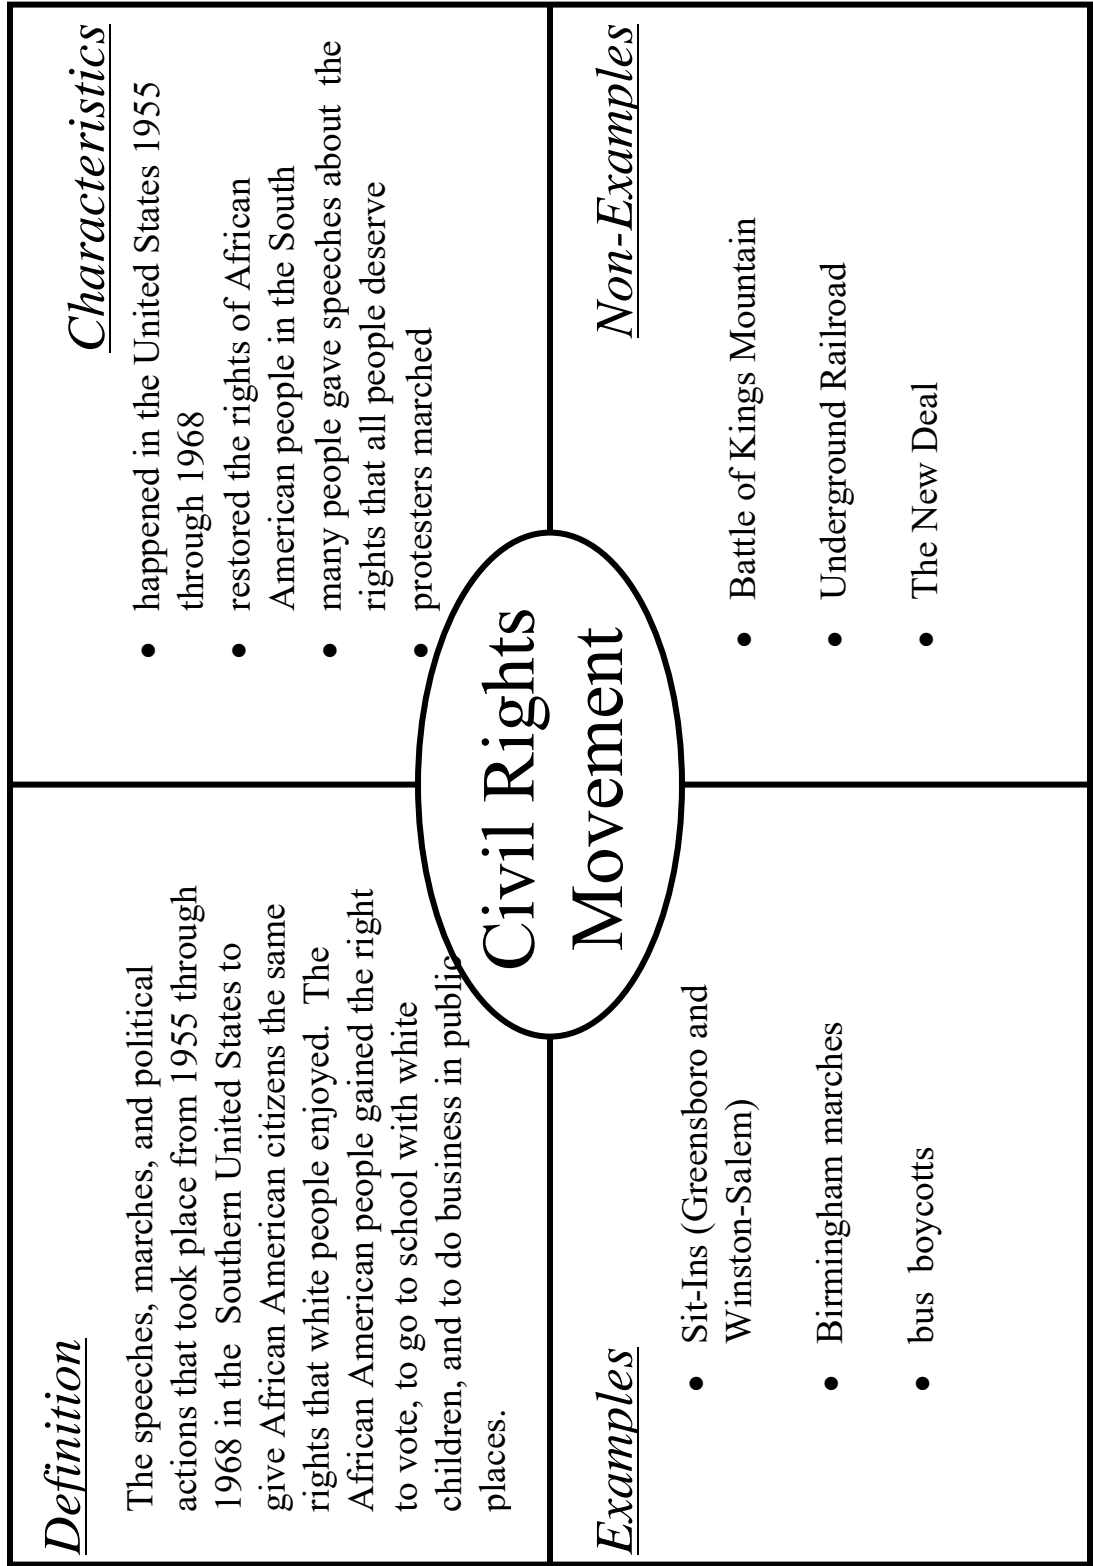 Definition
The speeches, marches, and political
actions that took place from 1955 through
1968 in the  Southern United States to
give African American citizens the same
rights that white people enjoyed.  The
African American people gained the right
to vote, to go to school with white
children, and to do business in public
places.
Characteristics
• happened in the United States 1955
through 1968
• restored the rights of African
American people in the South
• many people gave speeches about  the
rights that all people deserve
• protesters marched
Civil Rights
Movement
Examples
• Sit-Ins (Greensboro and
Winston-Salem)
• Birmingham marches
• bus  boycotts
Non-Examples
• Battle of Kings Mountain
• Underground Railroad
• The New Deal